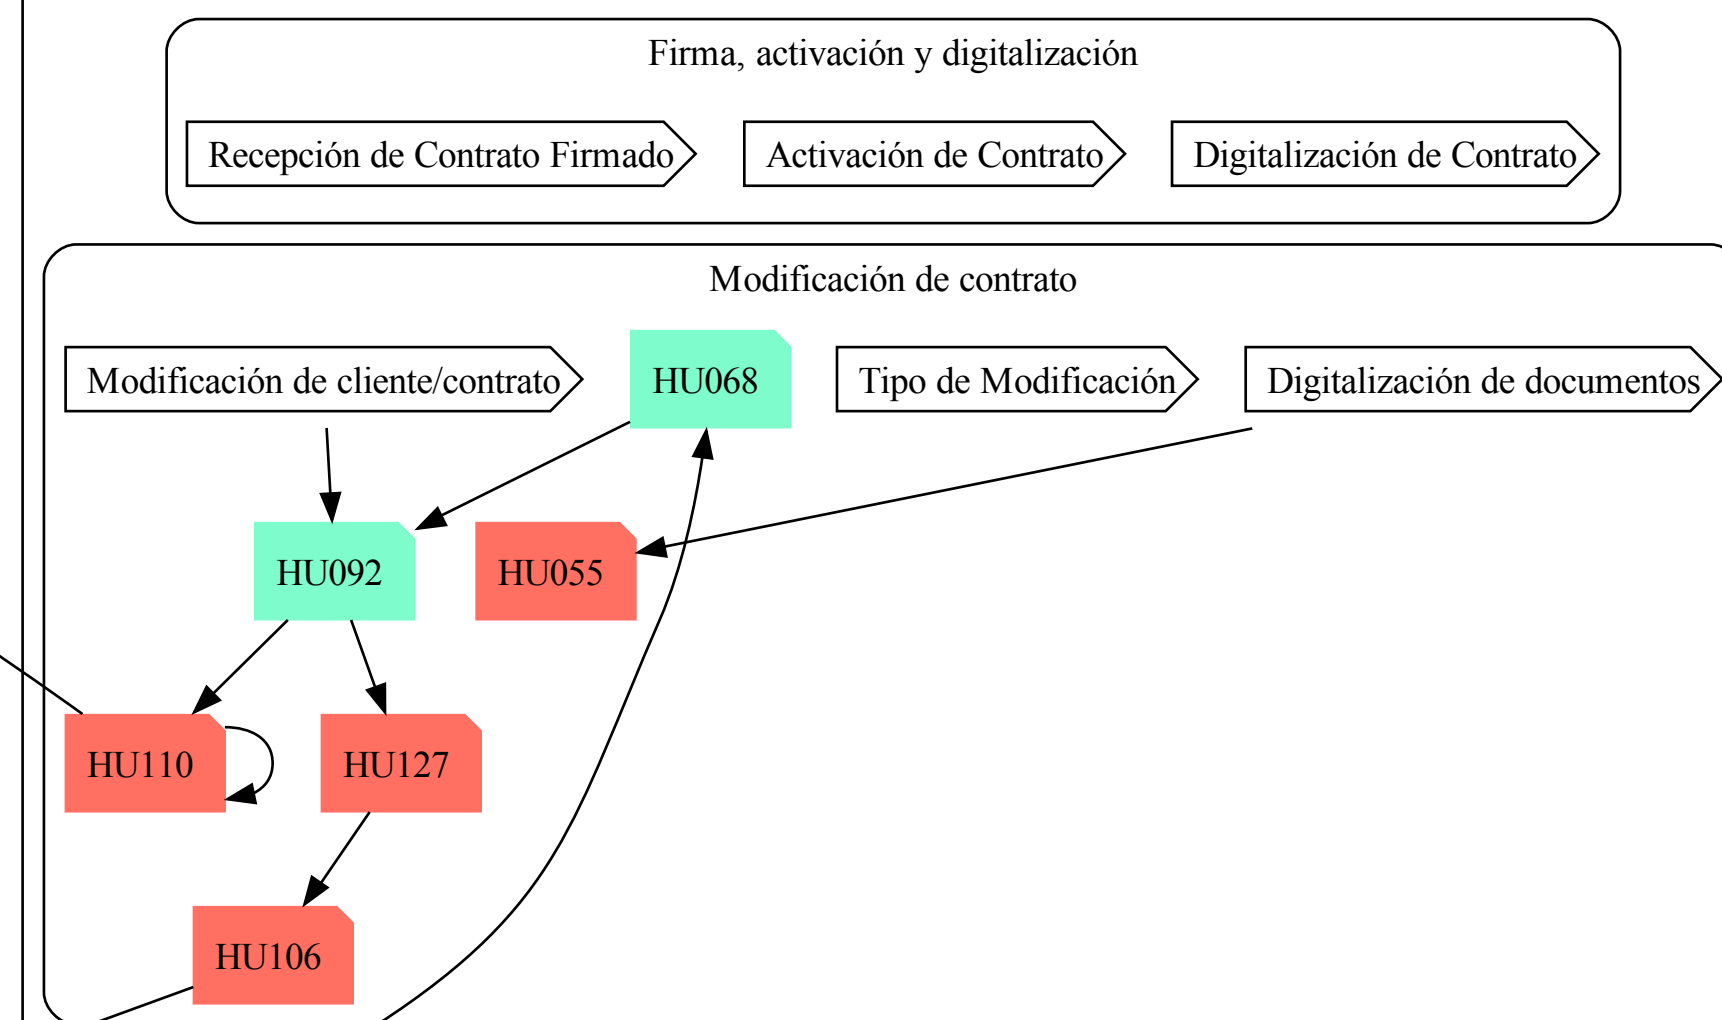 Firma, activación y digitalización
Recepción de Contrato Firmado
Activación de Contrato
Digitalización de Contrato
Modificación de contrato
Modificación de cliente/contrato
HU068
Tipo de Modificación
Digitalización de documentos
HU092
HU055
HU110
HU127
HU106